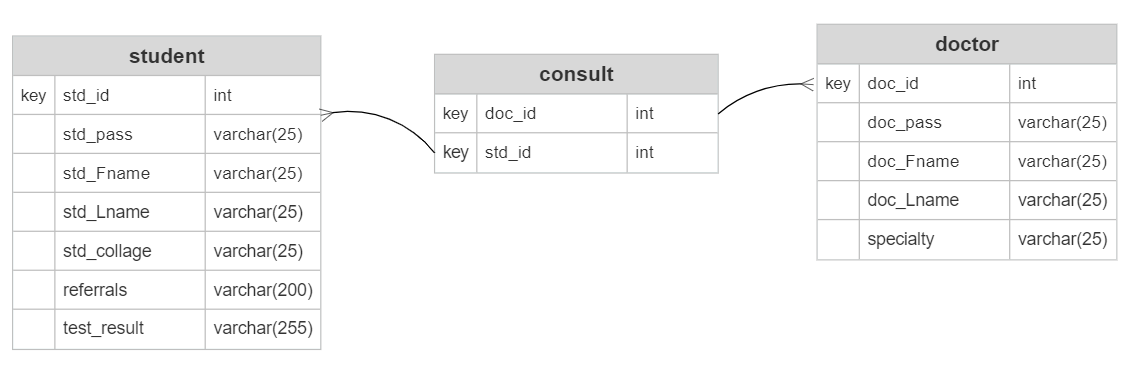 student
key std_id int
std_pass varchar(25)
std_Fname varchar(25)
std_Lname varchar(25)
std_collage varchar(25)
referrals varchar(200)
test_result varchar(255)
consult
key doc_id int
key std_id int
doctor
key doc_id int
doc_pass varchar(25)
doc_Fname varchar(25)
doc_Lname varchar(25)
specialty varchar(25)